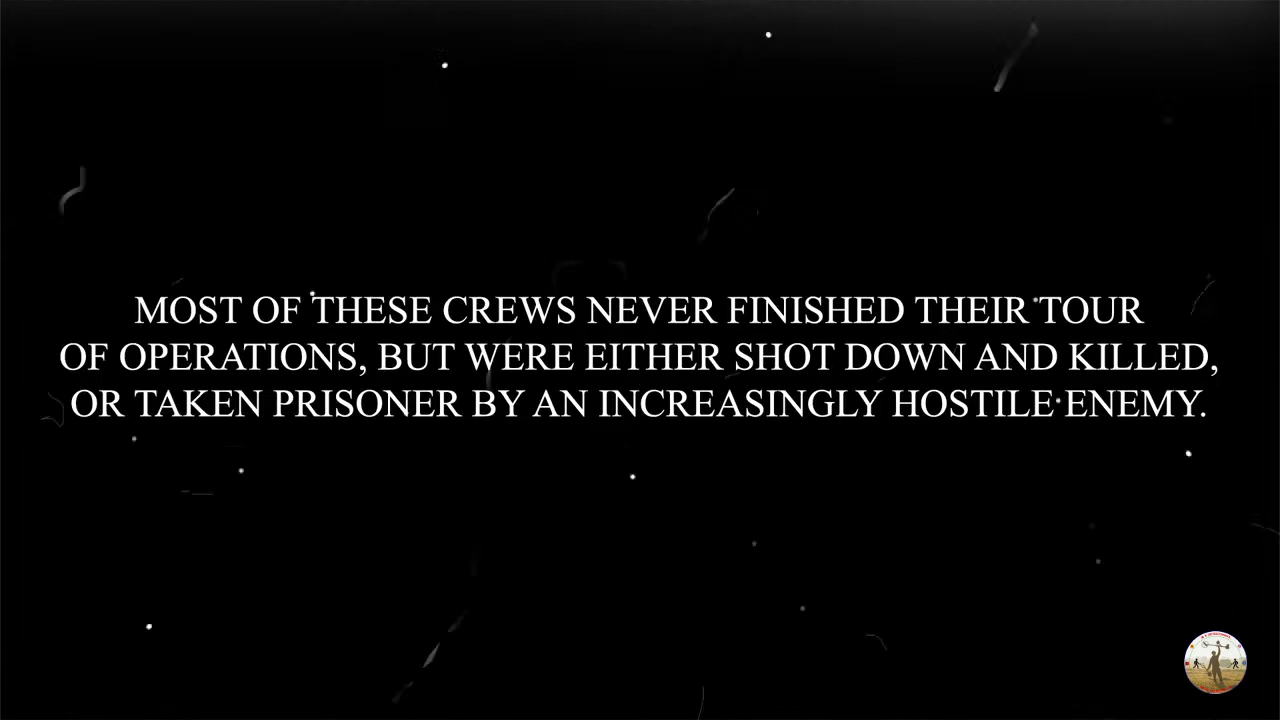 MOST OF THESE CREWS NEVER FINISHED THEIR TOUR
OF OPERATIONS, BUT WERE EITHER SHOT DOWN AND KILLED,
OR TAKEN PRISONER BY AN INCREASINGLY HOSTILE ENEMY.